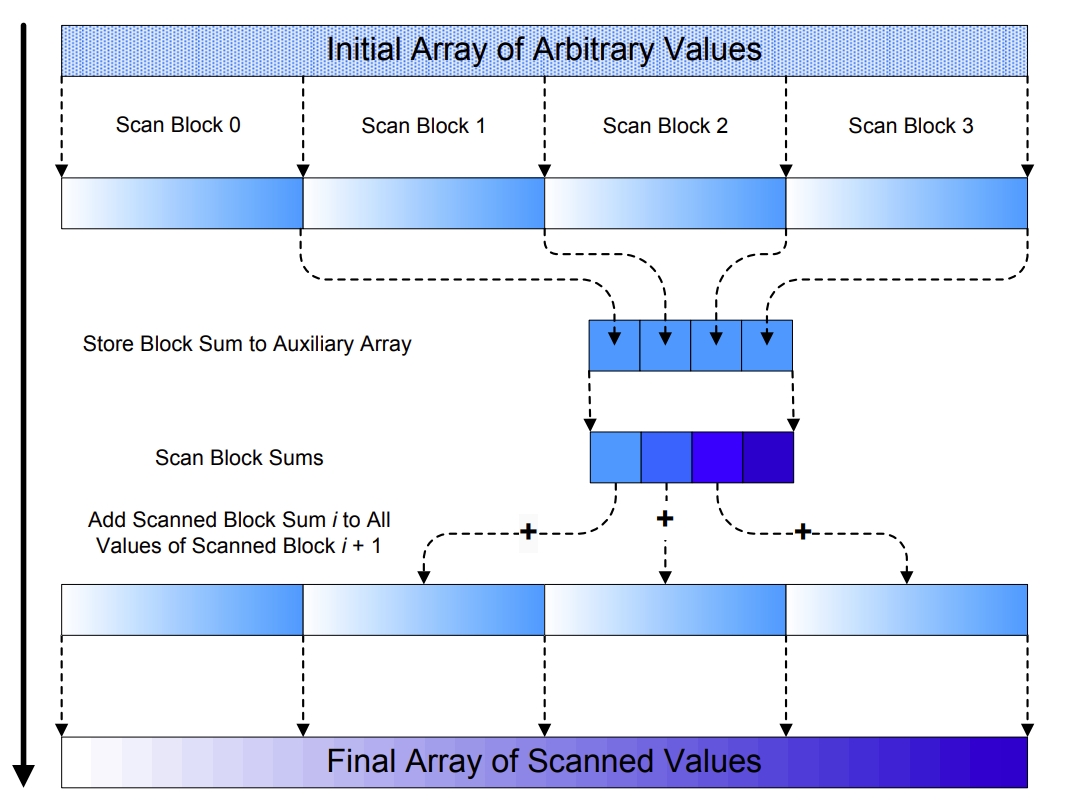 Initial Array of Arbitrary Values
Scan Block 0
Scan Block 1
Scan Block 2
Scan Block 3
Store Block Sum to Auxiliary Array
Scan Block Sums
Add Scanned Block Sum i to All
Values of Scanned Block i + 1
+
+
+
Final Array of Scanned Values